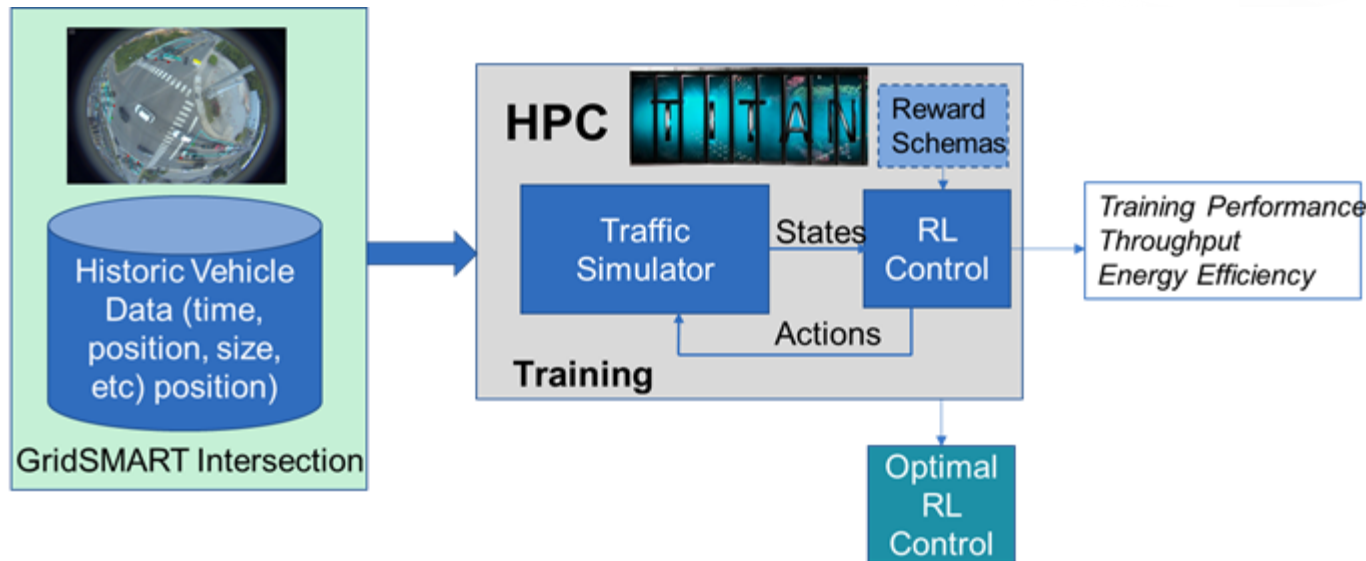 Historic Vehicle
Data (time,
position, size,
etc) position)
GridSMART Intersection
HPC
TITAN
Reward
Schemas
Traffic
Simulator
States
RL
Control
Actions
Training
Training Performance
Throughput
Energy Efficiency
Optimal
RL
Control